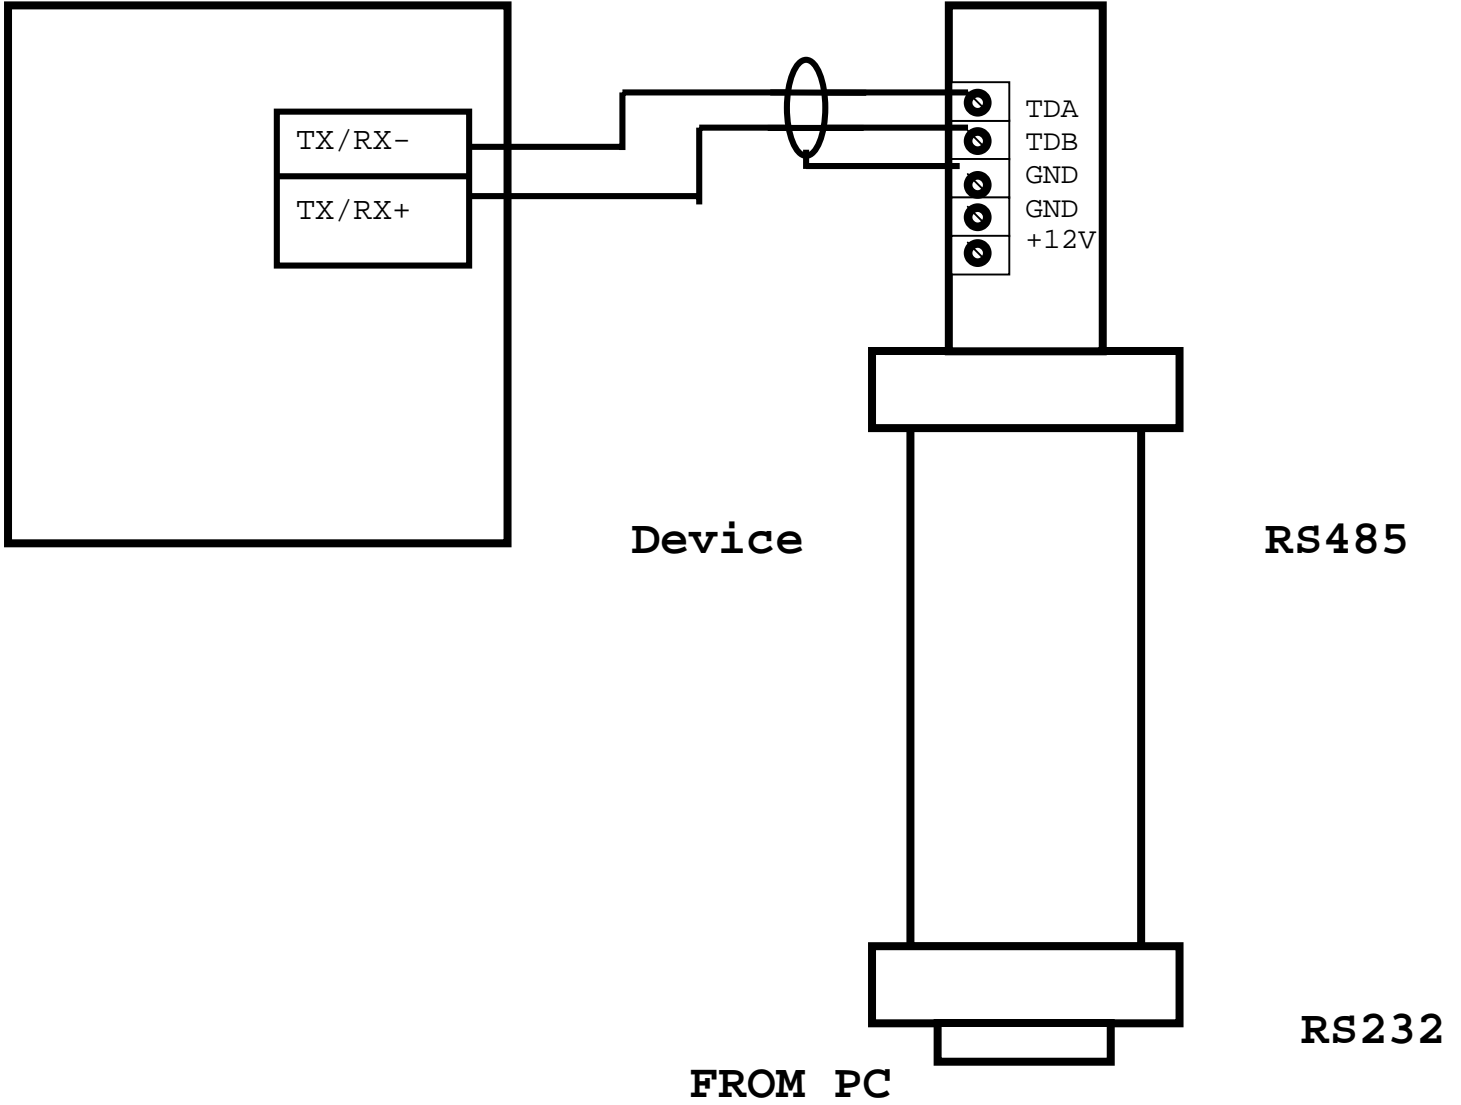 TX/RX-
TX/RX+
TDA
TDB
GND
GND
+12V
Device
RS485
RS232
FROM PC